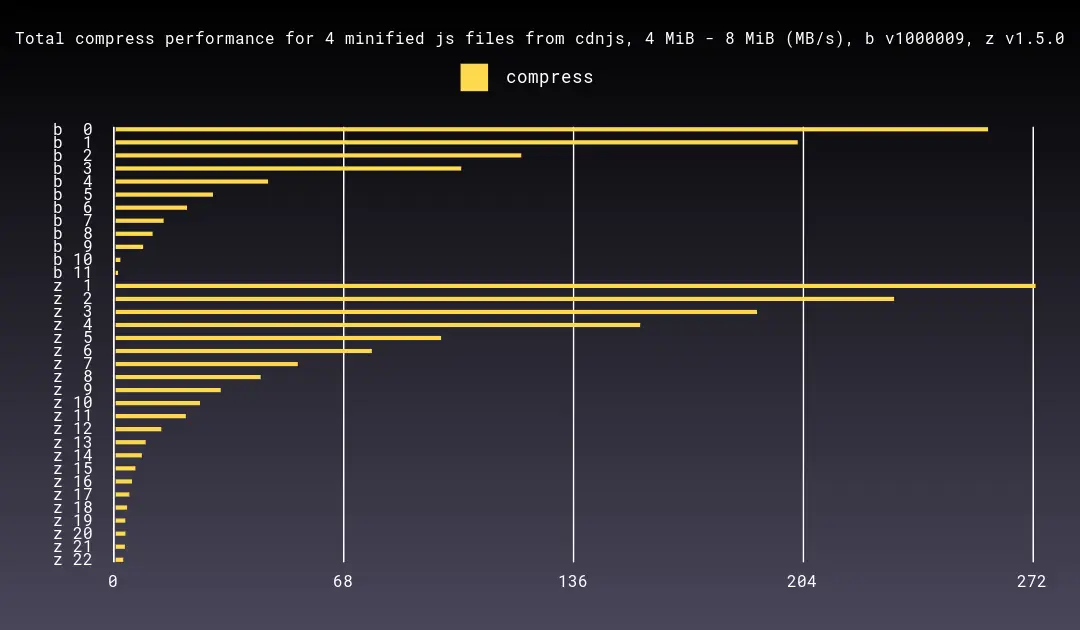 Total compress performance for 4 minified js files from cdnjs, 4 MiB - 8 MiB (MB/s), b v1000009, z v1.5.0
compress
b 0
b 1
b 2
b 3
b 4
b 5
b 6
b 7
b 8
b 9
b 10
b 11
z 1
z 2
z 3
z 4
z 5
z 6
z 7
z 8
z 9
z 10
z 11
z 12
z 13
z 14
z 15
z 16
z 17
z 18
z 19
z 20
z 21
z 22
0 68 136 204 272